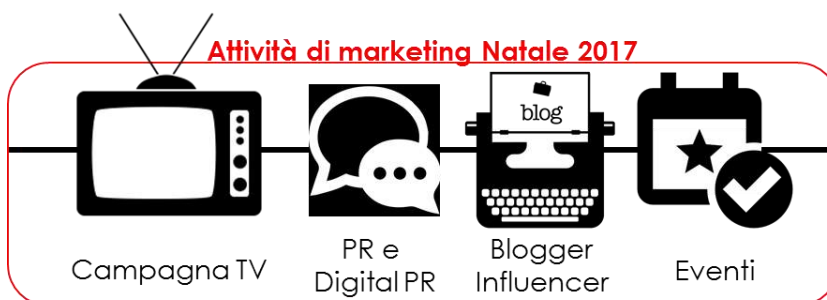 Attività di marketing Natale 2017
blog
Campagna TV
PR e
Digital PR
Blogger
Influencer
Eventi